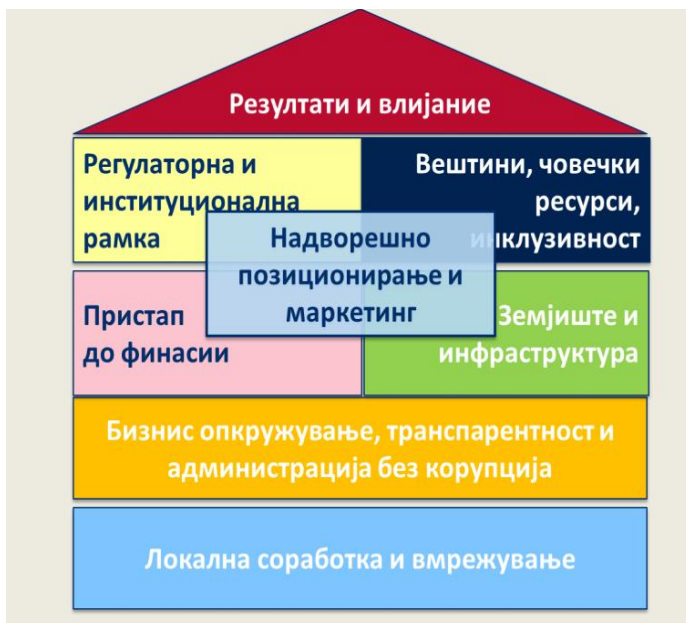 Резултати и влијание
Регулаторна и
институционална
рамка
Вештини, човечки
ресурси,
инклузивност
Надворешно
позиционирање и
маркетинг
Пристап
до финасии
Земјиште и
инфраструктура
Бизнис опкружување, транспарентност и
администрација без корупција
Локална соработка и вмрежување